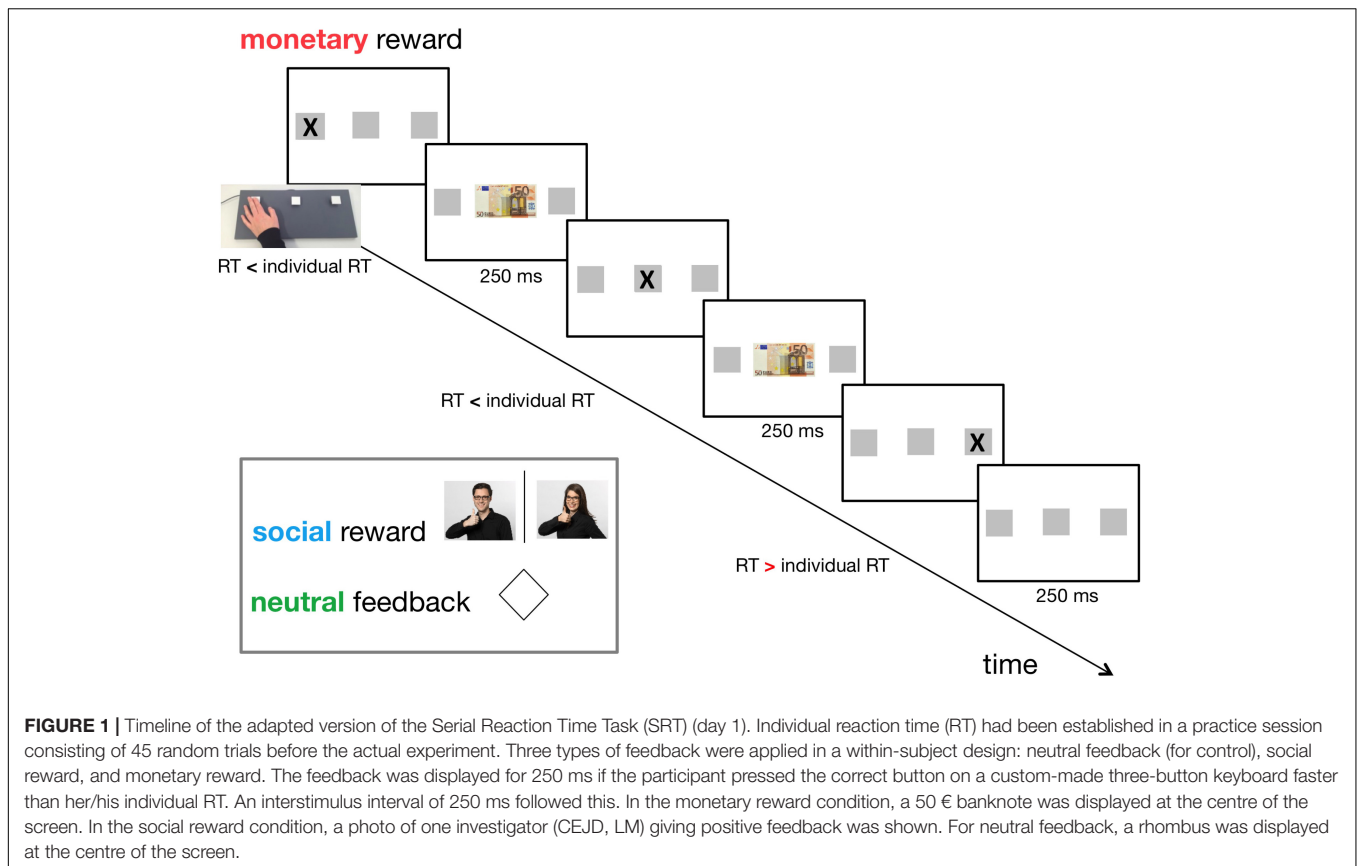 monetary reward
X
50
50 EURO
RT < individual RT
250 ms
X
50
50 EURO
RT < individual RT
250 ms
X
social reward
RT > individual RT
neutral feedback
250 ms
time
FIGURE 1 | Timeline of the adapted version of the Serial Reaction Time Task (SRT) (day 1). Individual reaction time (RT) had been established in a practice session
consisting of 45 random trials before the actual experiment. Three types of feedback were applied in a within-subject design: neutral feedback (for control), social
reward, and monetary reward. The feedback was displayed for 250 ms if the participant pressed the correct button on a custom-made three-button keyboard faster
than her/his individual RT. An interstimulus interval of 250 ms followed this. In the monetary reward condition, a 50 € banknote was displayed at the centre of the
screen. In the social reward condition, a photo of one investigator (CEJD, LM) giving positive feedback was shown. For neutral feedback, a rhombus was displayed
at the centre of the screen.